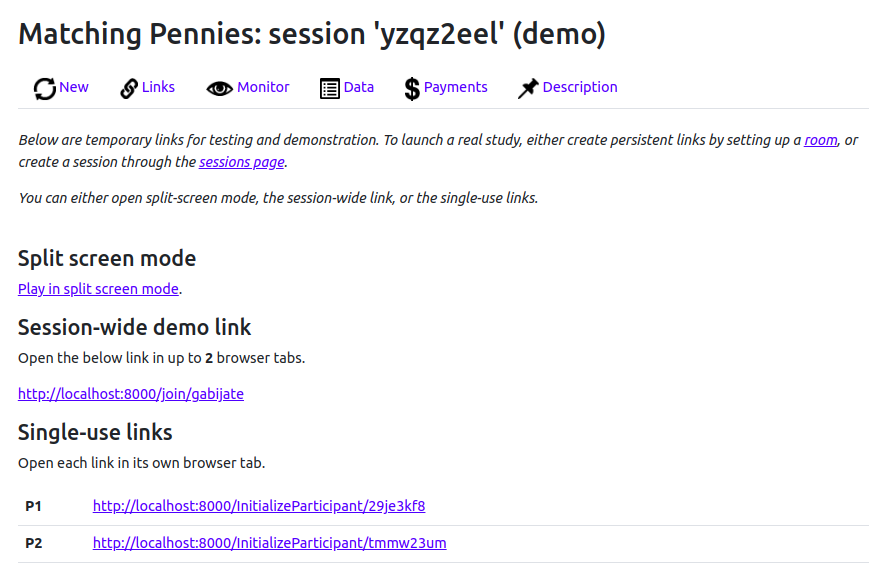 Matching Pennies: session 'yzqz2eel' (demo)
New Links Monitor Data Payments Description
Below are temporary links for testing and demonstration. To launch a real study, either create persistent links by setting up a room, or
create a session through the sessions page.
You can either open split-screen mode, the session-wide link, or the single-use links.
Split screen mode
Play in split screen mode.
Session-wide demo link
Open the below link in up to 2 browser tabs.
http://localhost:8000/join/gabijate
Single-use links
Open each link in its own browser tab.
P1 http://localhost:8000/InitializeParticipant/29je3kf8
P2 http://localhost:8000/InitializeParticipant/tmmw23um